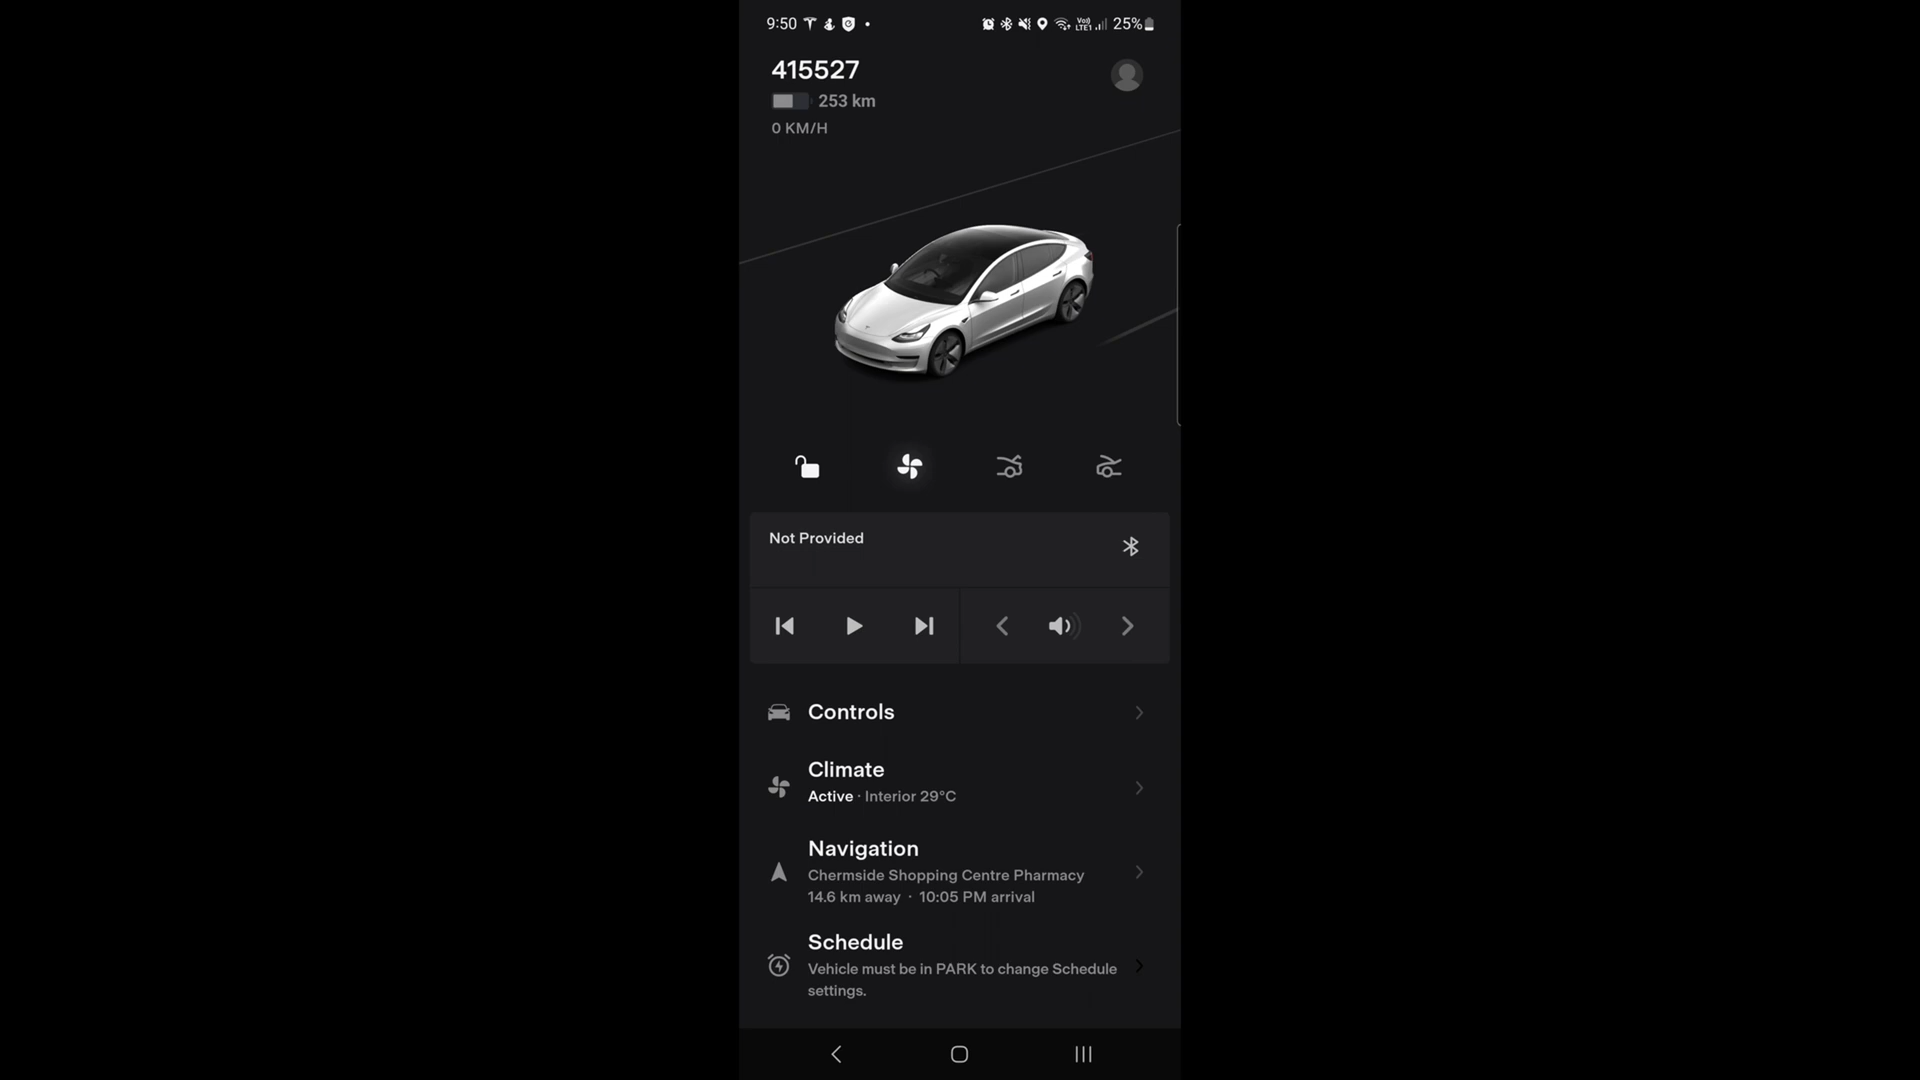 9:50
Vo))
LTE1
25%
415527
253 km
0 KM/H
Not Provided
Controls
Climate
Active · Interior 29°C
Navigation
Chermside Shopping Centre Pharmacy
14.6 km away · 10:05 PM arrival
Schedule
Vehicle must be in PARK to change Schedule
settings.